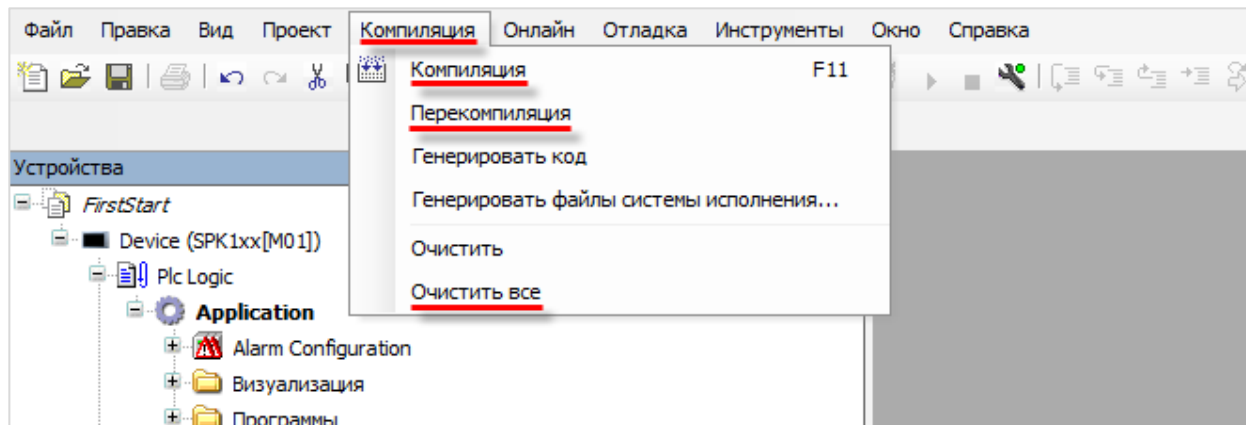 Файл Правка Вид Проект Компиляция Онлайн Отладка Инструменты Окно Справка
Компиляция F11
Перекомпиляция
Генерировать код
Генерировать файлы системы исполнения...
Очистить
Очистить все
Устройства
FirstStart
Device (SPK1xx[M01])
Plc Logic
Application
Alarm Configuration
Визуализация
Программы